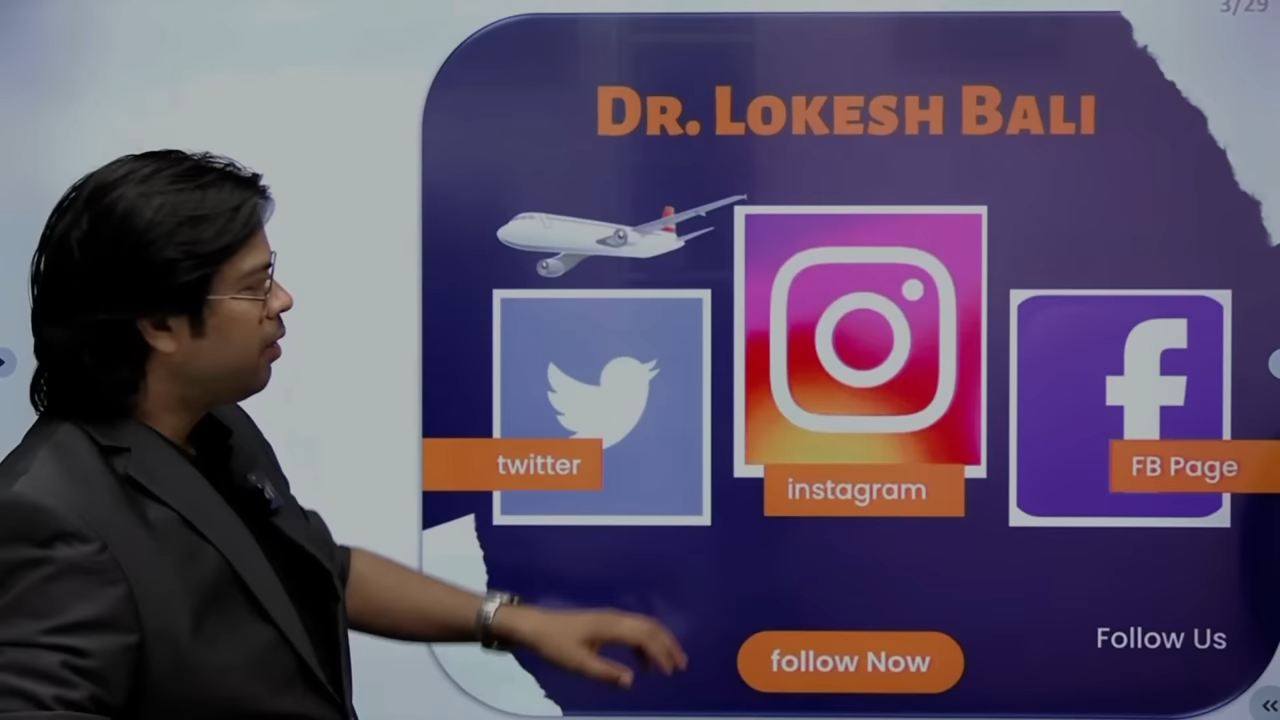 3/29
DR. LOKESH BALI
twitter
instagram
FB Page
Follow Us
follow Now